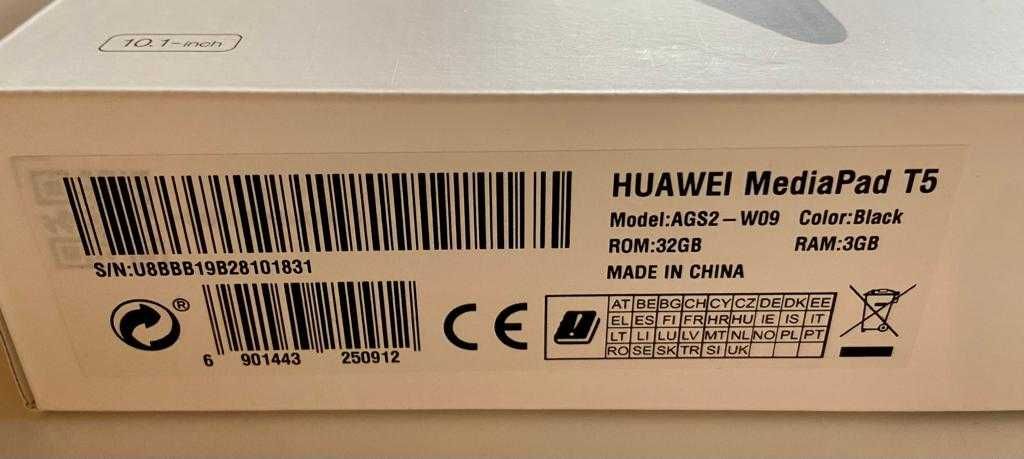 10.1-inch
HUAWEI MediaPad T5
Model:AGS2-W09 Color:Black
ROM:32GB RAM:3GB
MADE IN CHINA
S/N:U8BBB19B28101831
®
6 901443 250912
CE
AT BE BG CH CY CZ DE DK EE
EL ES FI FR HR HU IE IS IT
LT LI LU LV MT NL NO PL PT
RO SE SK TR SI UK